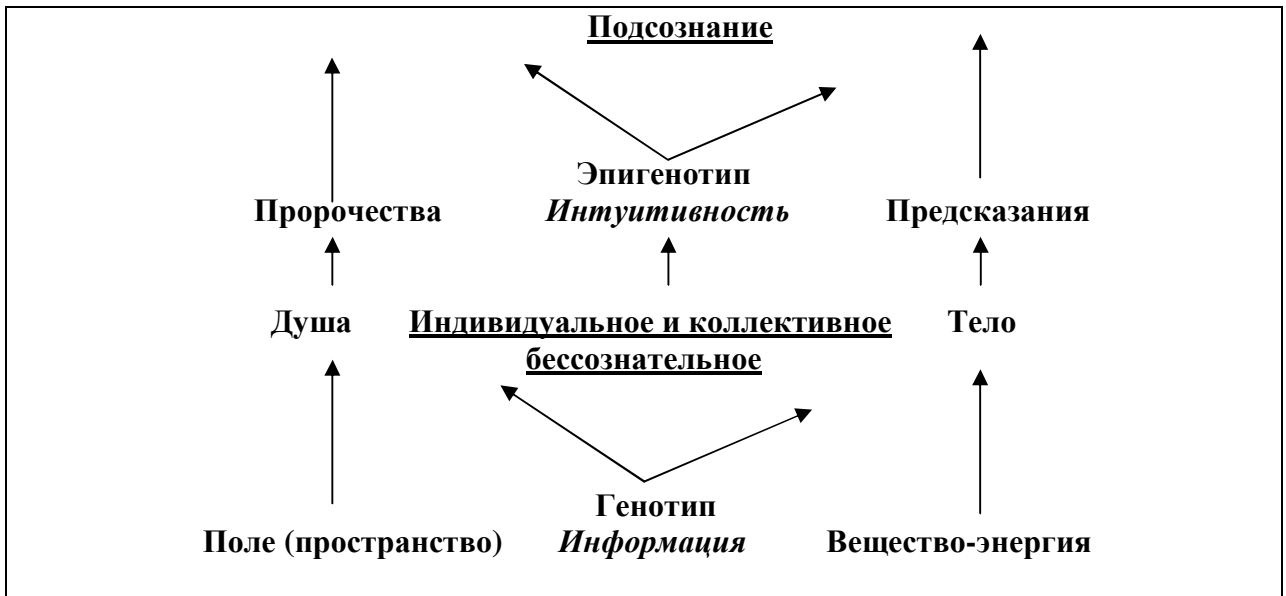 Подсознание
Эпигенотип
Пророчества Интуитивность Предсказания
Душа Индивидуальное и коллективное Тело
бессознательное
Генотип
Поле (пространство) Информация Вещество-энергия